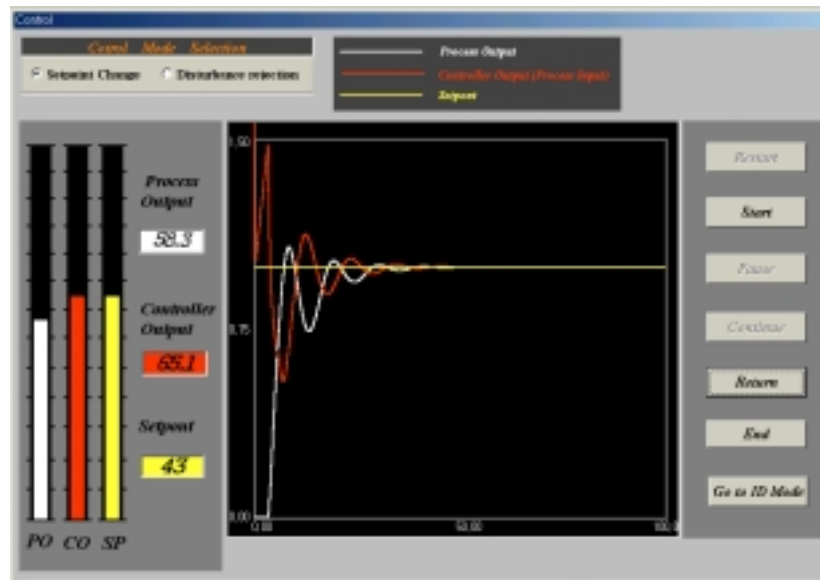 Control
Cotrol Mode Selection
Setpoint Change Disturbance rejection
Process Output
Controller Output (Process Input)
Setpoint
Process
Output
58.3
Controller
Output
65.1
Setpoint
43
PO CO SP
1,50
0,75
0,00
0,00 50,00 100,
Restart
Start
Pause
Continue
Return
End
Go to ID Mode